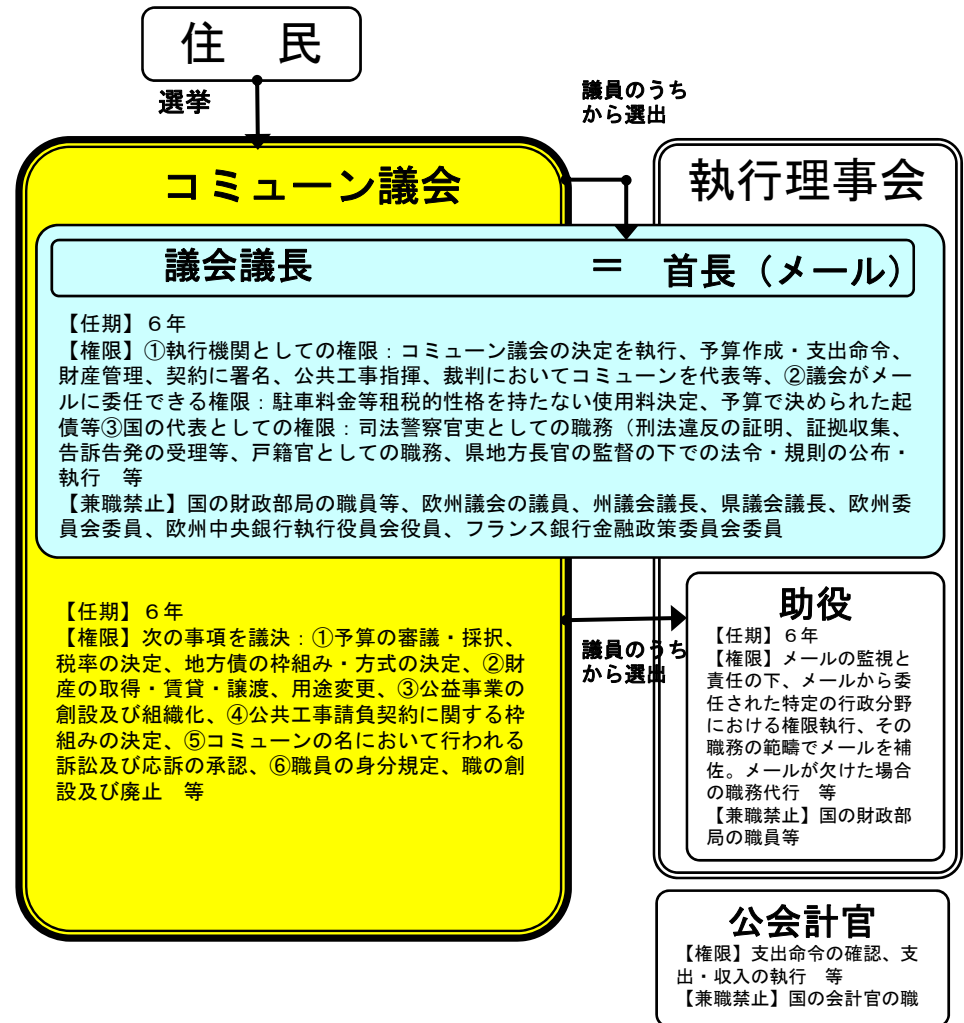 住　民
選挙
議員のうち
から選出
コミューン議会
執行理事会
議会議長　＝　首長（メール）
【任期】６年
【権限】①執行機関としての権限：コミューン議会の決定を執行、予算作成・支出命令、
財産管理、契約に署名、公共工事指揮、裁判においてコミューンを代表等、②議会がメー
ルに委任できる権限：駐車料金等租税的性格を持たない使用料決定、予算で決められた起
債等③国の代表としての権限：司法警察官吏としての職務（刑法違反の証明、証拠収集、
告訴告発の受理等、戸籍官としての職務、県地方長官の監督の下での法令・規則の公布・
執行　等
【兼職禁止】国の財政部局の職員等、欧州議会の議員、州議会議長、県議会議長、欧州委
員会委員、欧州中央銀行執行役員会役員、フランス銀行金融政策委員会委員
【任期】６年
【権限】次の事項を議決：①予算の審議・採択、
税率の決定、地方債の枠組み・方式の決定、②財
産の取得・賃貸・譲渡、用途変更、③公益事業の
創設及び組織化、④公共工事請負契約に関する枠
組みの決定、⑤コミューンの名において行われる
訴訟及び応訴の承認、⑥職員の身分規定、職の創
設及び廃止　等
議員のうち
から選出
助役
【任期】６年
【権限】メールの監視と
責任の下、メールから委
任された特定の行政分野
における権限執行、その
職務の範疇でメールを補
佐。メールが欠けた場合
の職務代行　等
【兼職禁止】国の財政部
局の職員等
公会計官
【権限】支出命令の確認、支
出・収入の執行　等
【兼職禁止】国の会計官の職